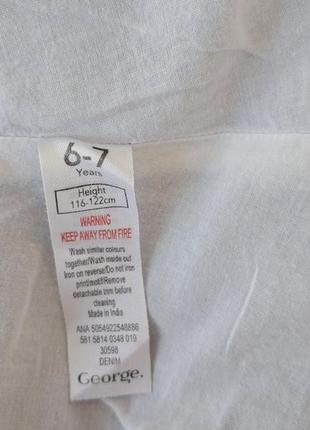 6-7
Years
Height
116-122cm
WARNING
KEEP AWAY FROM FIRE
Wash similar colours
together/Wash inside out
Iron on reverse/Do not iron
print/motif/Remove
detachable trim before
cleaning
Made in India
ANA 5054922548886
581 5814 0348 019
30598
DENIM
George.